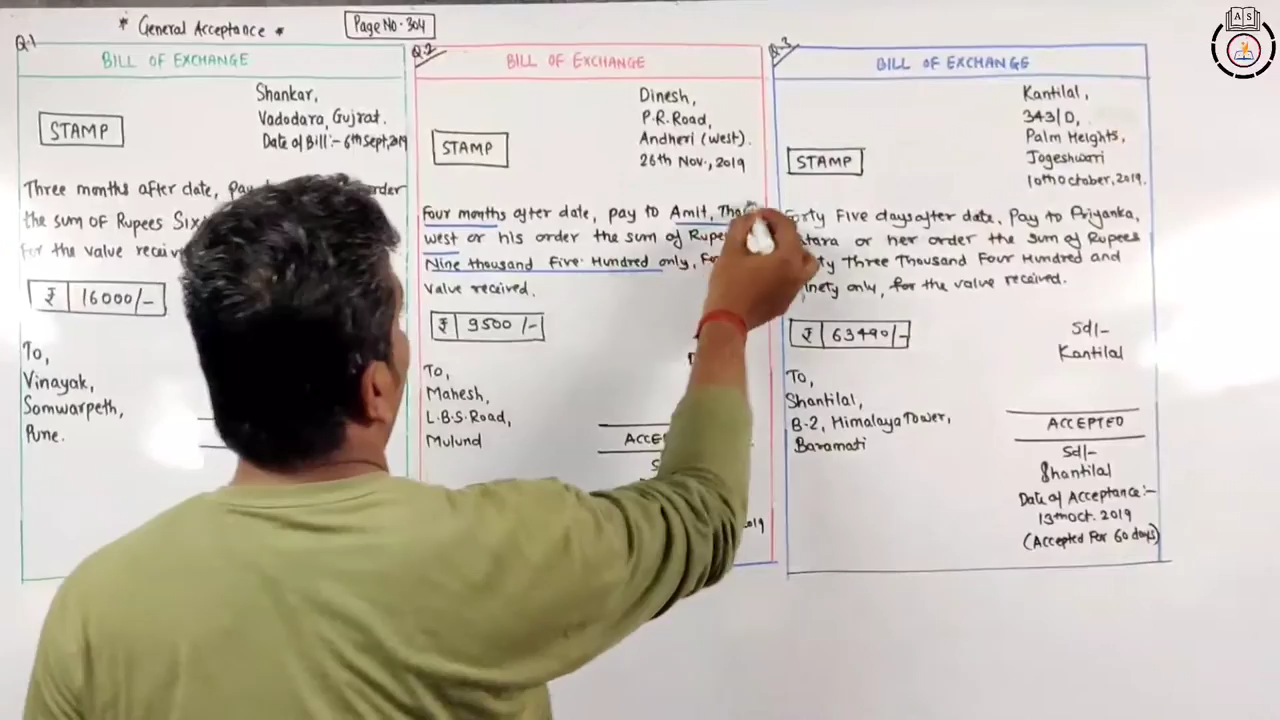 * General Acceptance *
Page No. 304
Q.1
BILL OF EXCHANGE
Shankar,
Vadodara, Gujrat.
STAMP
Date of Bill:- 6th Sept, 2019
Three months after date, pay
the sum of Rupees
for the value
₹ 16000/-
To,
Vinayak,
Somwarpeth,
Pune.
Q.2
BILL OF EXCHANGE
Dinesh,
P.R. Road,
Andheri (west).
STAMP
26th Nov., 2019
Four months after date, pay to Amit,
west or his order the sum of
Nine thousand Five Hundred only,
value received.
₹ 9500 /-
To,
Mahesh,
L.B.S. Road,
Mulund
Q.3
BILL OF EXCHANGE
Kantilal,
343/D,
Palm Heights,
STAMP
Jogeshwari
10th October, 2019.
Forty Five days after date, Pay to Priyanka,
or her order the sum of Rupees
Three Thousand Four Hundred and
only, for the value received.
₹ 63490/-
Sd/-
Kantilal
To,
Shantilal,
B-2, Himalaya Tower,
Baramati
ACCEPTED
Sd/-
Shantilal
Date of Acceptance:-
13th Oct. 2019
(Accepted For 60 days)
AS